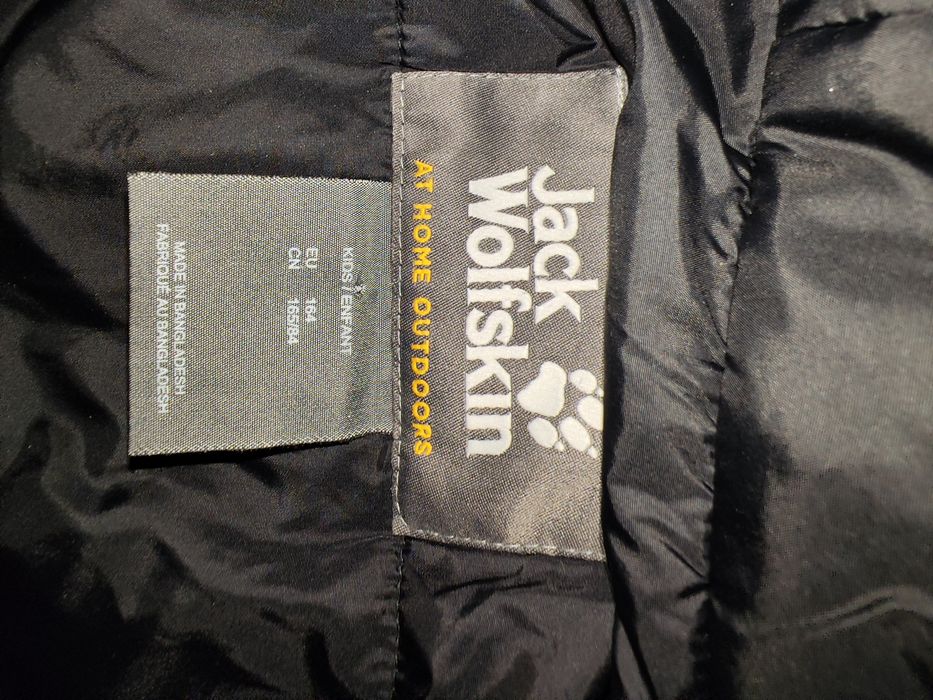 Jack
Wolfskin
AT HOME OUTDOORS
KIDS / ENFANT
EU 164
CN 165/84
MADE IN BANGLADESH
FABRIQUE AU BANGLADESH